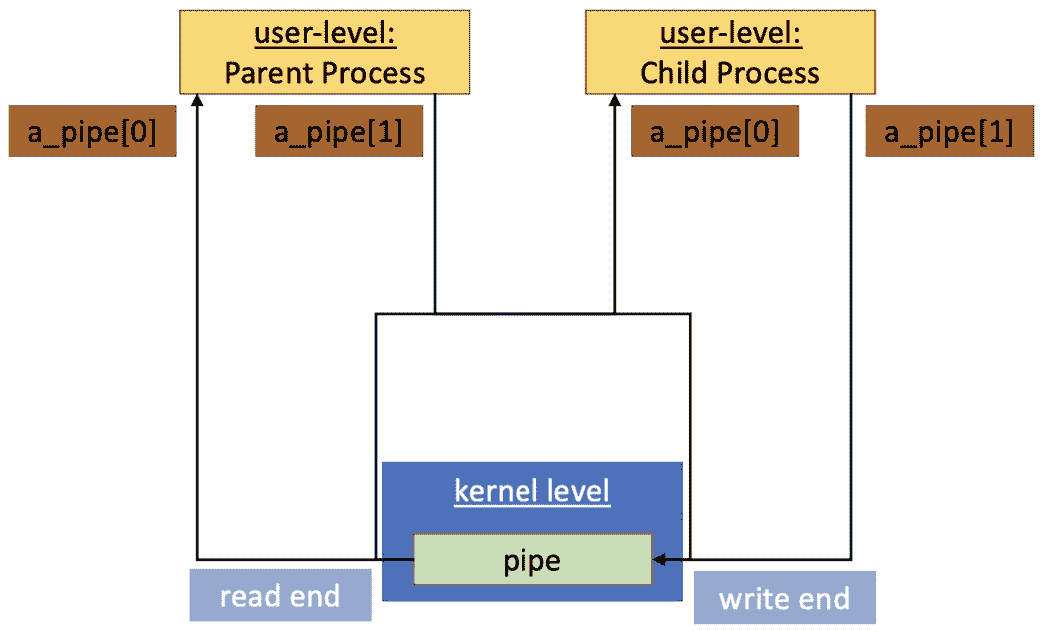 user-level:
Parent Process
user-level:
Child Process
a_pipe[0]
a_pipe[1]
a_pipe[0]
a_pipe[1]
kernel level
pipe
read end
write end